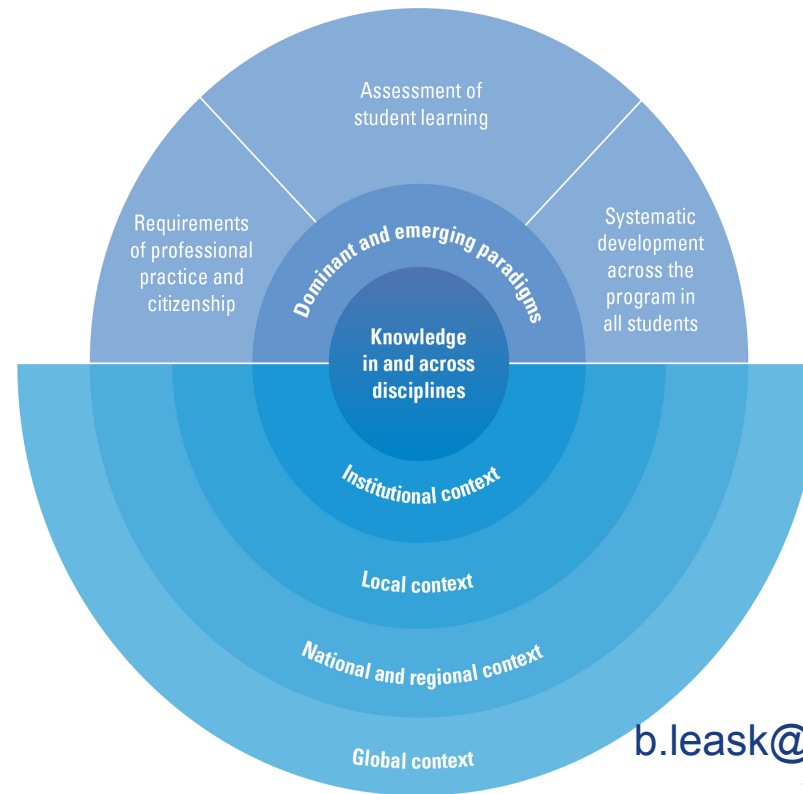 Assessment of
student learning
Requirements
of professional
practice and
citizenship
Systematic
development
across the
program in
all students
Dominant and emerging paradigms
Knowledge
in and across
disciplines
Institutional context
Local context
National and regional context
Global context
b.leask@